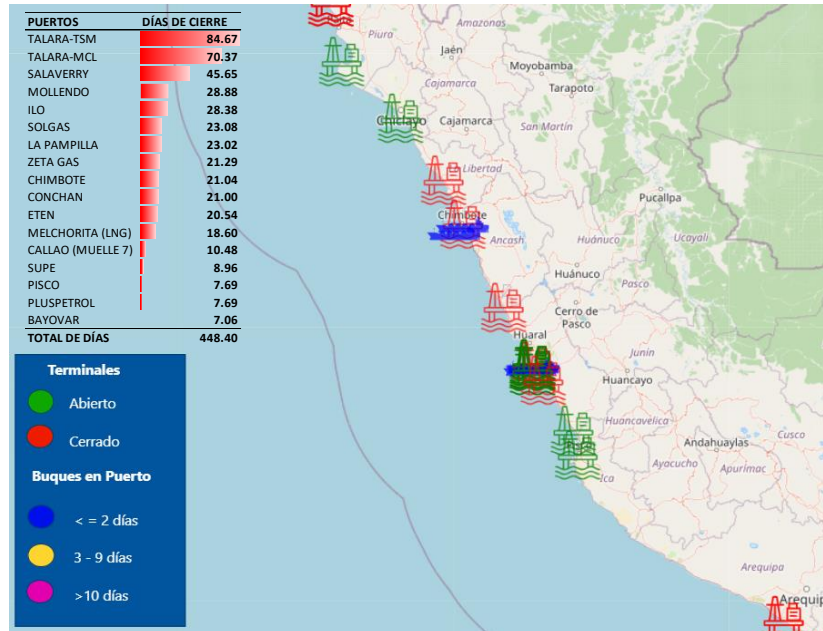 PUERTOS DÍAS DE CIERRE
TALARA-TSM 84.67
TALARA-MCL 70.37
SALAVERRY 45.65
MOLLENDO 28.88
ILO 28.38
SOLGAS 23.08
LA PAMPILLA 23.02
ZETA GAS 21.29
CHIMBOTE 21.04
CONCHAN 21.00
ETEN 20.54
MELCHORITA (LNG) 18.60
CALLAO (MUELLE 7) 10.48
SUPE 8.96
PISCO 7.69
PLUSPETROL 7.69
BAYOVAR 7.06
TOTAL DE DÍAS 448.40
Terminales
Abierto
Cerrado
Buques en Puerto
< = 2 días
3 - 9 días
>10 días
Piura
Amazonas
Jaén
Moyobamba
Tarapoto
Cajamarca
Chiclayo
Cajamarca
San Martín
La Libertad
Pucallpa
Chimbote
Ancash
Huánuco
Ucayali
Huánuco
Pasco
Cerro de
Pasco
Huaral
Junín
Huancayo
Huancavelica
Andahuaylas
Cusco
Ayacucho
Apurímac
Ica
Arequipa